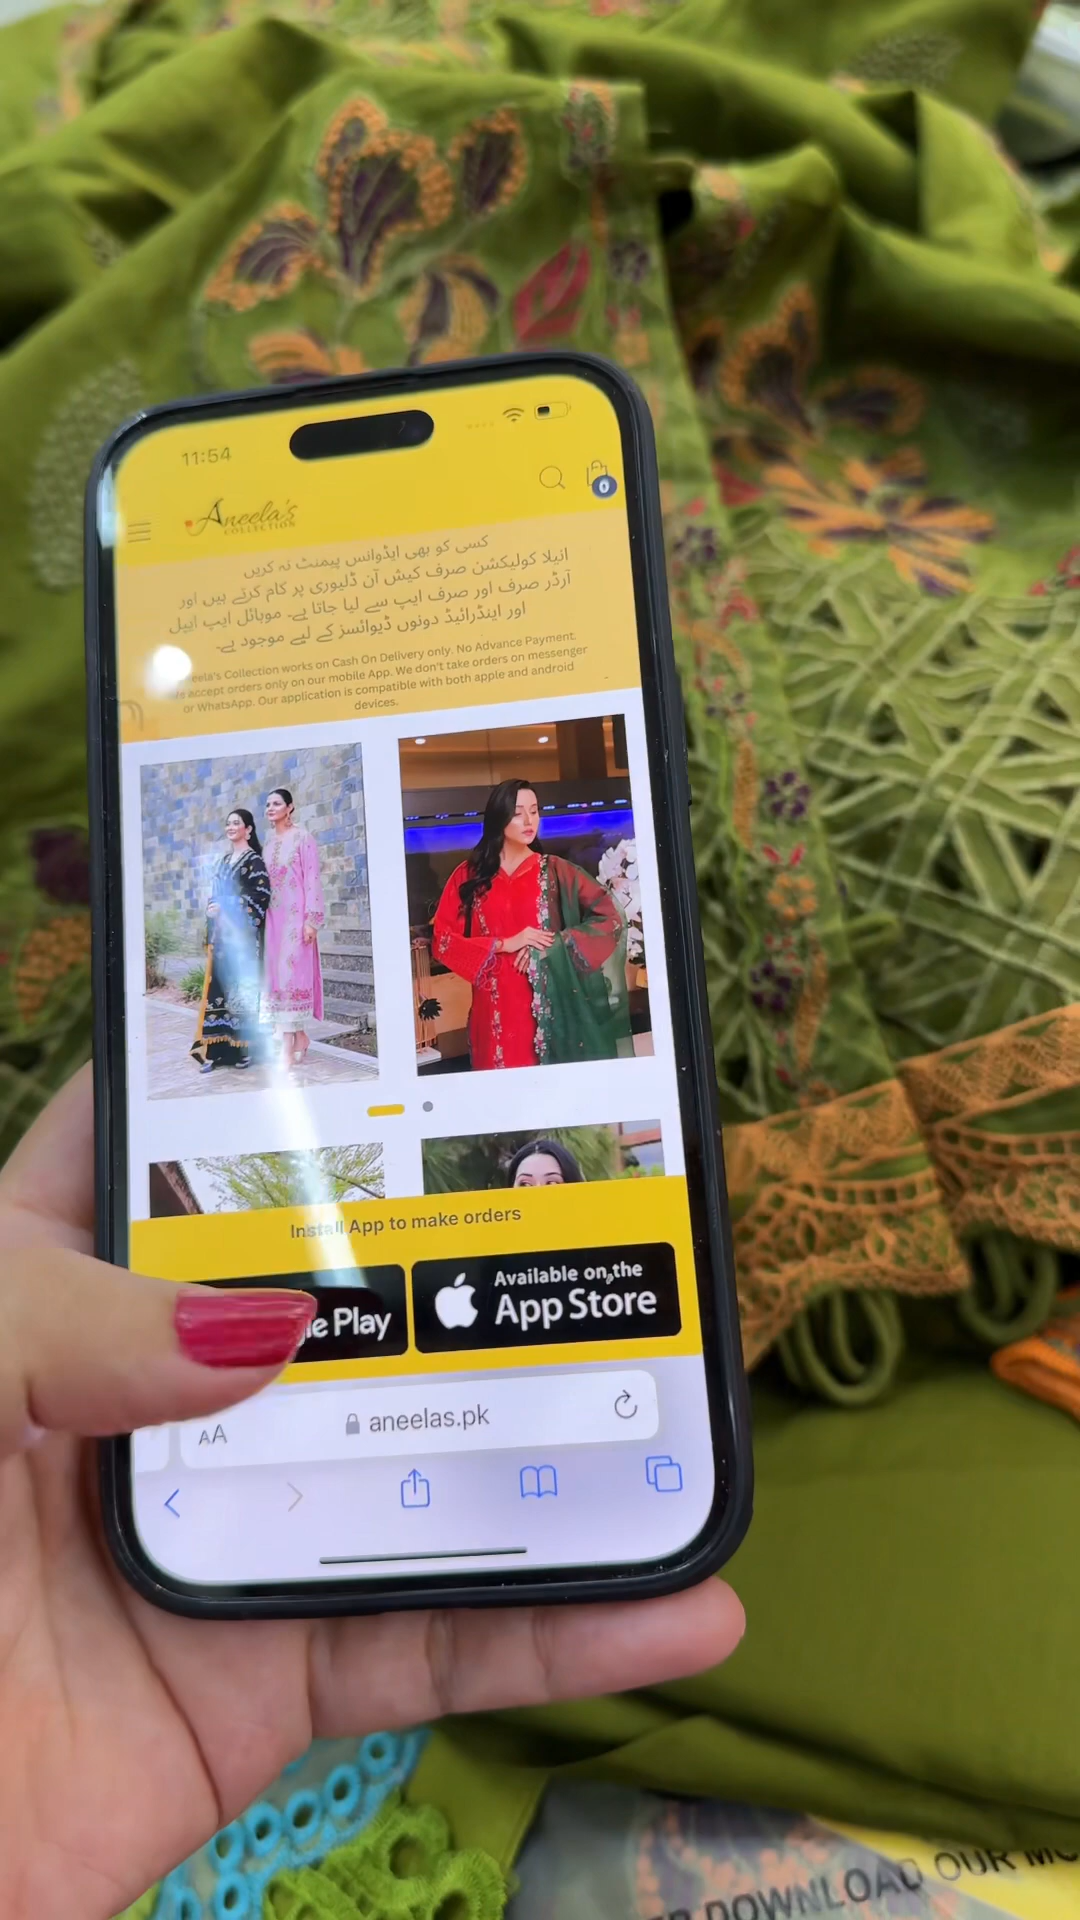 11:54
0
Aneela's
COLLECTION
کسی کو بھی ایڈوانس پیمنٹ نہ کریں
انیلا کولیکشن صرف کیش آن ڈلیوری پر کام کرتے ہیں اور
آرڈر صرف اور صرف ایپ سے لیا جاتا ہے۔ موبائل ایپ ایپل
اور اینڈرائیڈ دونوں ڈیوائسز کے لیے موجود ہے۔
eela's Collection works on Cash On Delivery only. No Advance Payment.
accept orders only on our mobile App. We don't take orders on messenger
or WhatsApp. Our application is compatible with both apple and android
devices.
Install App to make orders
le Play
Available on the
App Store
AA
aneelas.pk
DOWNLOAD OUR